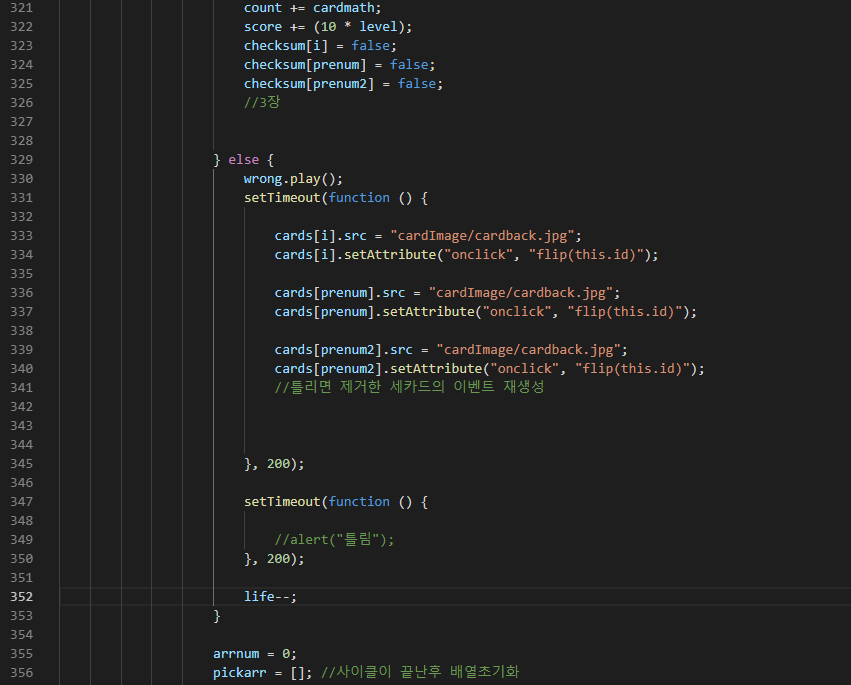 321 count += cardmath;
322 score += (10 * level);
323 checksum[i] = false;
324 checksum[prenum] = false;
325 checksum[prenum2] = false;
326 //3장
327
328
329 } else {
330 wrong.play();
331 setTimeout(function () {
332
333 cards[i].src = "cardImage/cardback.jpg";
334 cards[i].setAttribute("onclick", "flip(this.id)");
335
336 cards[prenum].src = "cardImage/cardback.jpg";
337 cards[prenum].setAttribute("onclick", "flip(this.id)");
338
339 cards[prenum2].src = "cardImage/cardback.jpg";
340 cards[prenum2].setAttribute("onclick", "flip(this.id)");
341 //틀리면 제거한 세카드의 이벤트 재생성
342
343
344
345 }, 200);
346
347 setTimeout(function () {
348
349 //alert("틀림");
350 }, 200);
351
352 life--;
353 }
354
355 arrnum = 0;
356 pickarr = []; //사이클이 끝난후 배열초기화